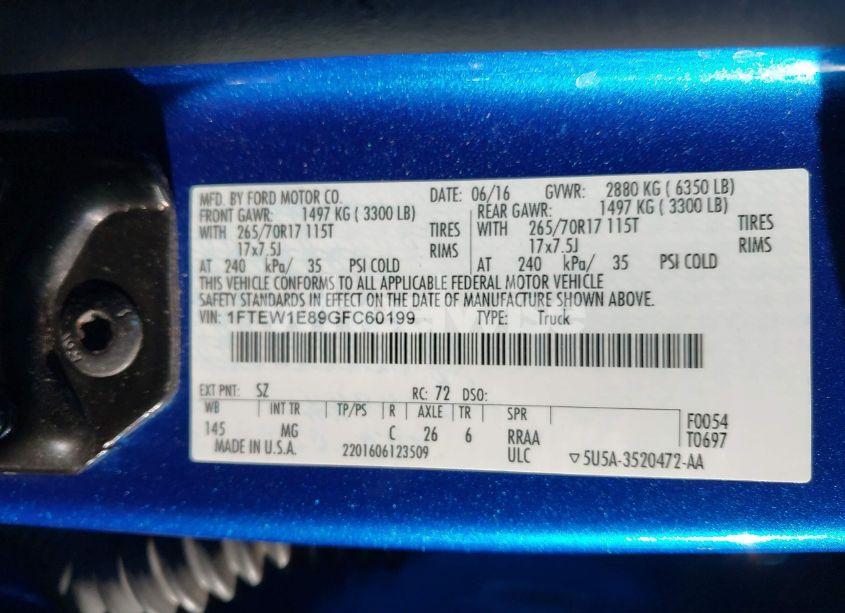 MFD. BY FORD MOTOR CO. DATE: 06/16 GVWR: 2880 KG ( 6350 LB)
FRONT GAWR: 1497 KG ( 3300 LB) REAR GAWR: 1497 KG ( 3300 LB)
WITH 265/70R17 115T TIRES WITH 265/70R17 115T TIRES
17x7.5J RIMS 17x7.5J RIMS
AT 240 kPa/ 35 PSI COLD AT 240 kPa/ 35 PSI COLD
THIS VEHICLE CONFORMS TO ALL APPLICABLE FEDERAL MOTOR VEHICLE
SAFETY STANDARDS IN EFFECT ON THE DATE OF MANUFACTURE SHOWN ABOVE.
VIN: 1FTEW1E89GFC60199 TYPE: Truck
EXT PNT: SZ RC: 72 DSO:
WB INT TR TP/PS R AXLE TR SPR F0054
145 MG C 26 6 RRAA T0697
MADE IN U.S.A. 2201606123509 ULC ▽5U5A-3520472-AA